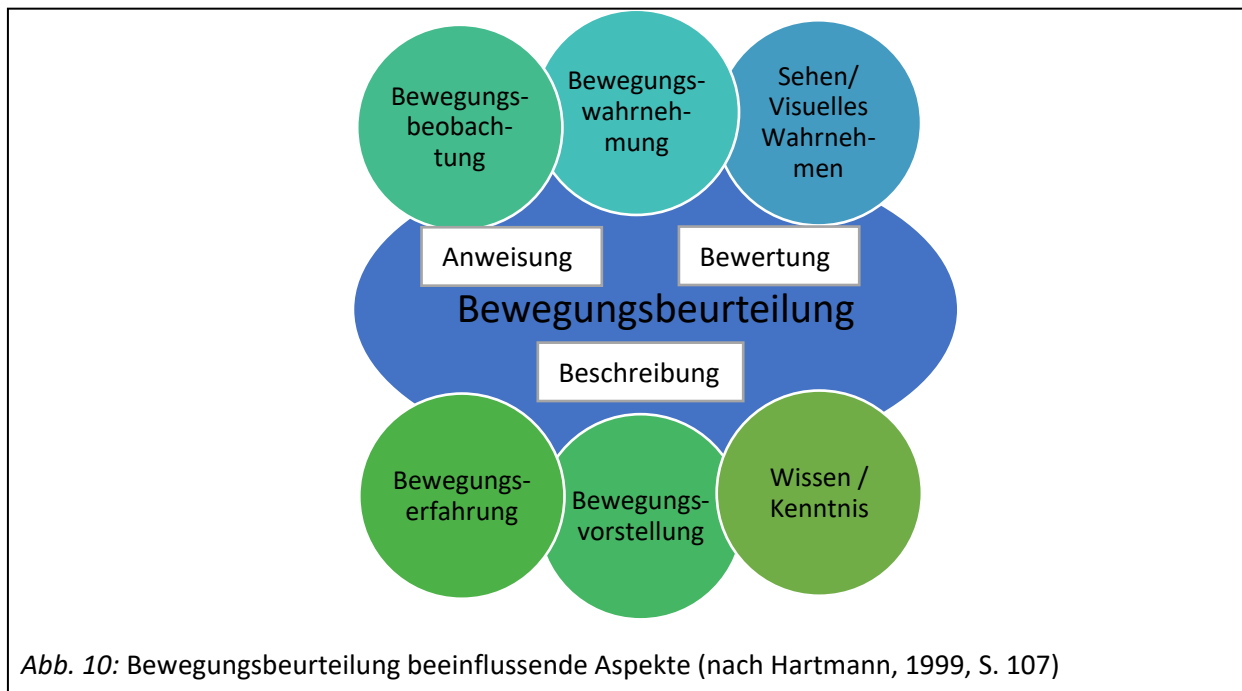 Bewegungs-
beobach-
tung
Bewegungs-
wahrneh-
mung
Sehen/
Visuelles
Wahrneh-
men
Anweisung
Bewertung
Bewegungsbeurteilung
Beschreibung
Bewegungs-
erfahrung
Bewegungs-
vorstellung
Wissen /
Kenntnis
Abb. 10: Bewegungsbeurteilung beeinflussende Aspekte (nach Hartmann, 1999, S. 107)